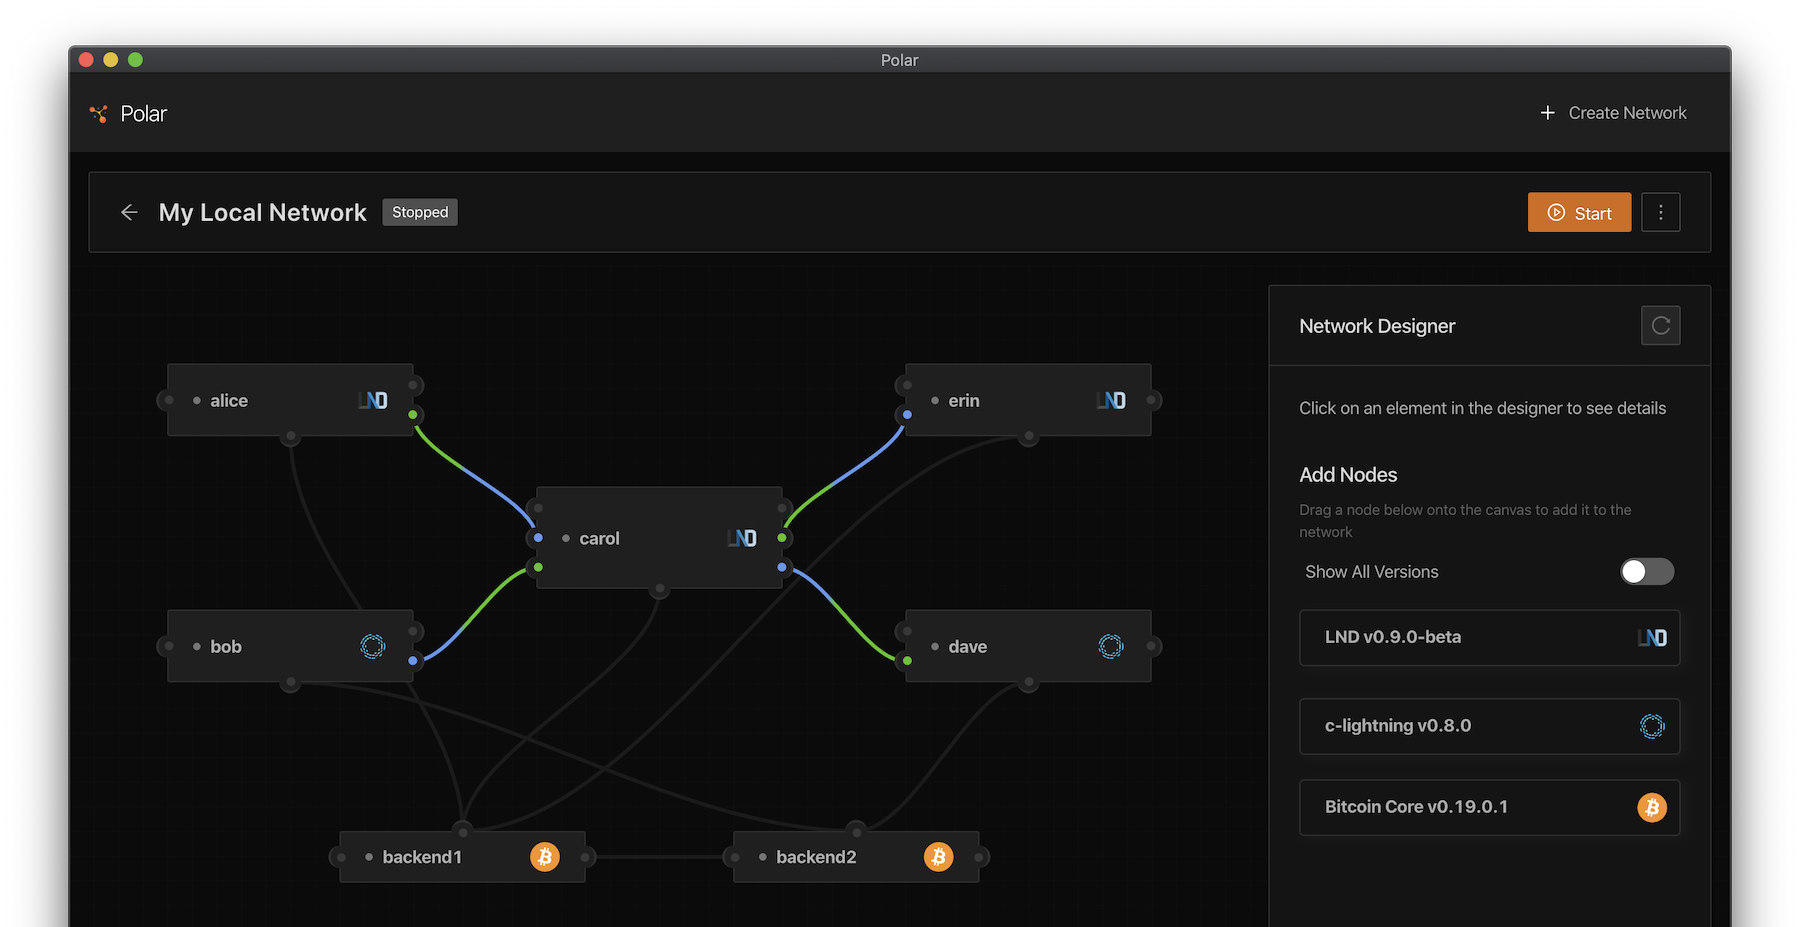 Polar
Polar
Create Network
My Local Network Stopped
Start
Network Designer
Click on an element in the designer to see details
Add Nodes
Drag a node below onto the canvas to add it to the
network
Show All Versions
LND v0.9.0-beta LND
c-lightning v0.8.0
Bitcoin Core v0.19.0.1
alice LND
erin LND
carol LND
bob
dave
backend1
backend2